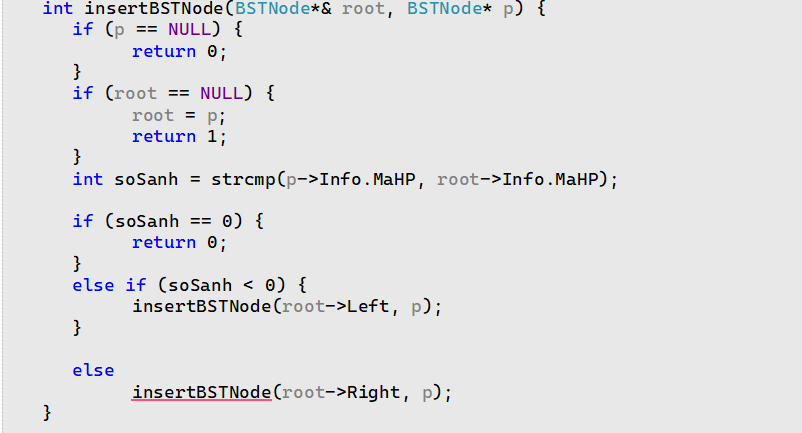 int insertBSTNode(BSTNode*& root, BSTNode* p) {
if (p == NULL) {
return 0;
}
if (root == NULL) {
root = p;
return 1;
}
int soSanh = strcmp(p->Info.MaHP, root->Info.MaHP);
if (soSanh == 0) {
return 0;
}
else if (soSanh < 0) {
insertBSTNode(root->Left, p);
}
else
insertBSTNode(root->Right, p);
}